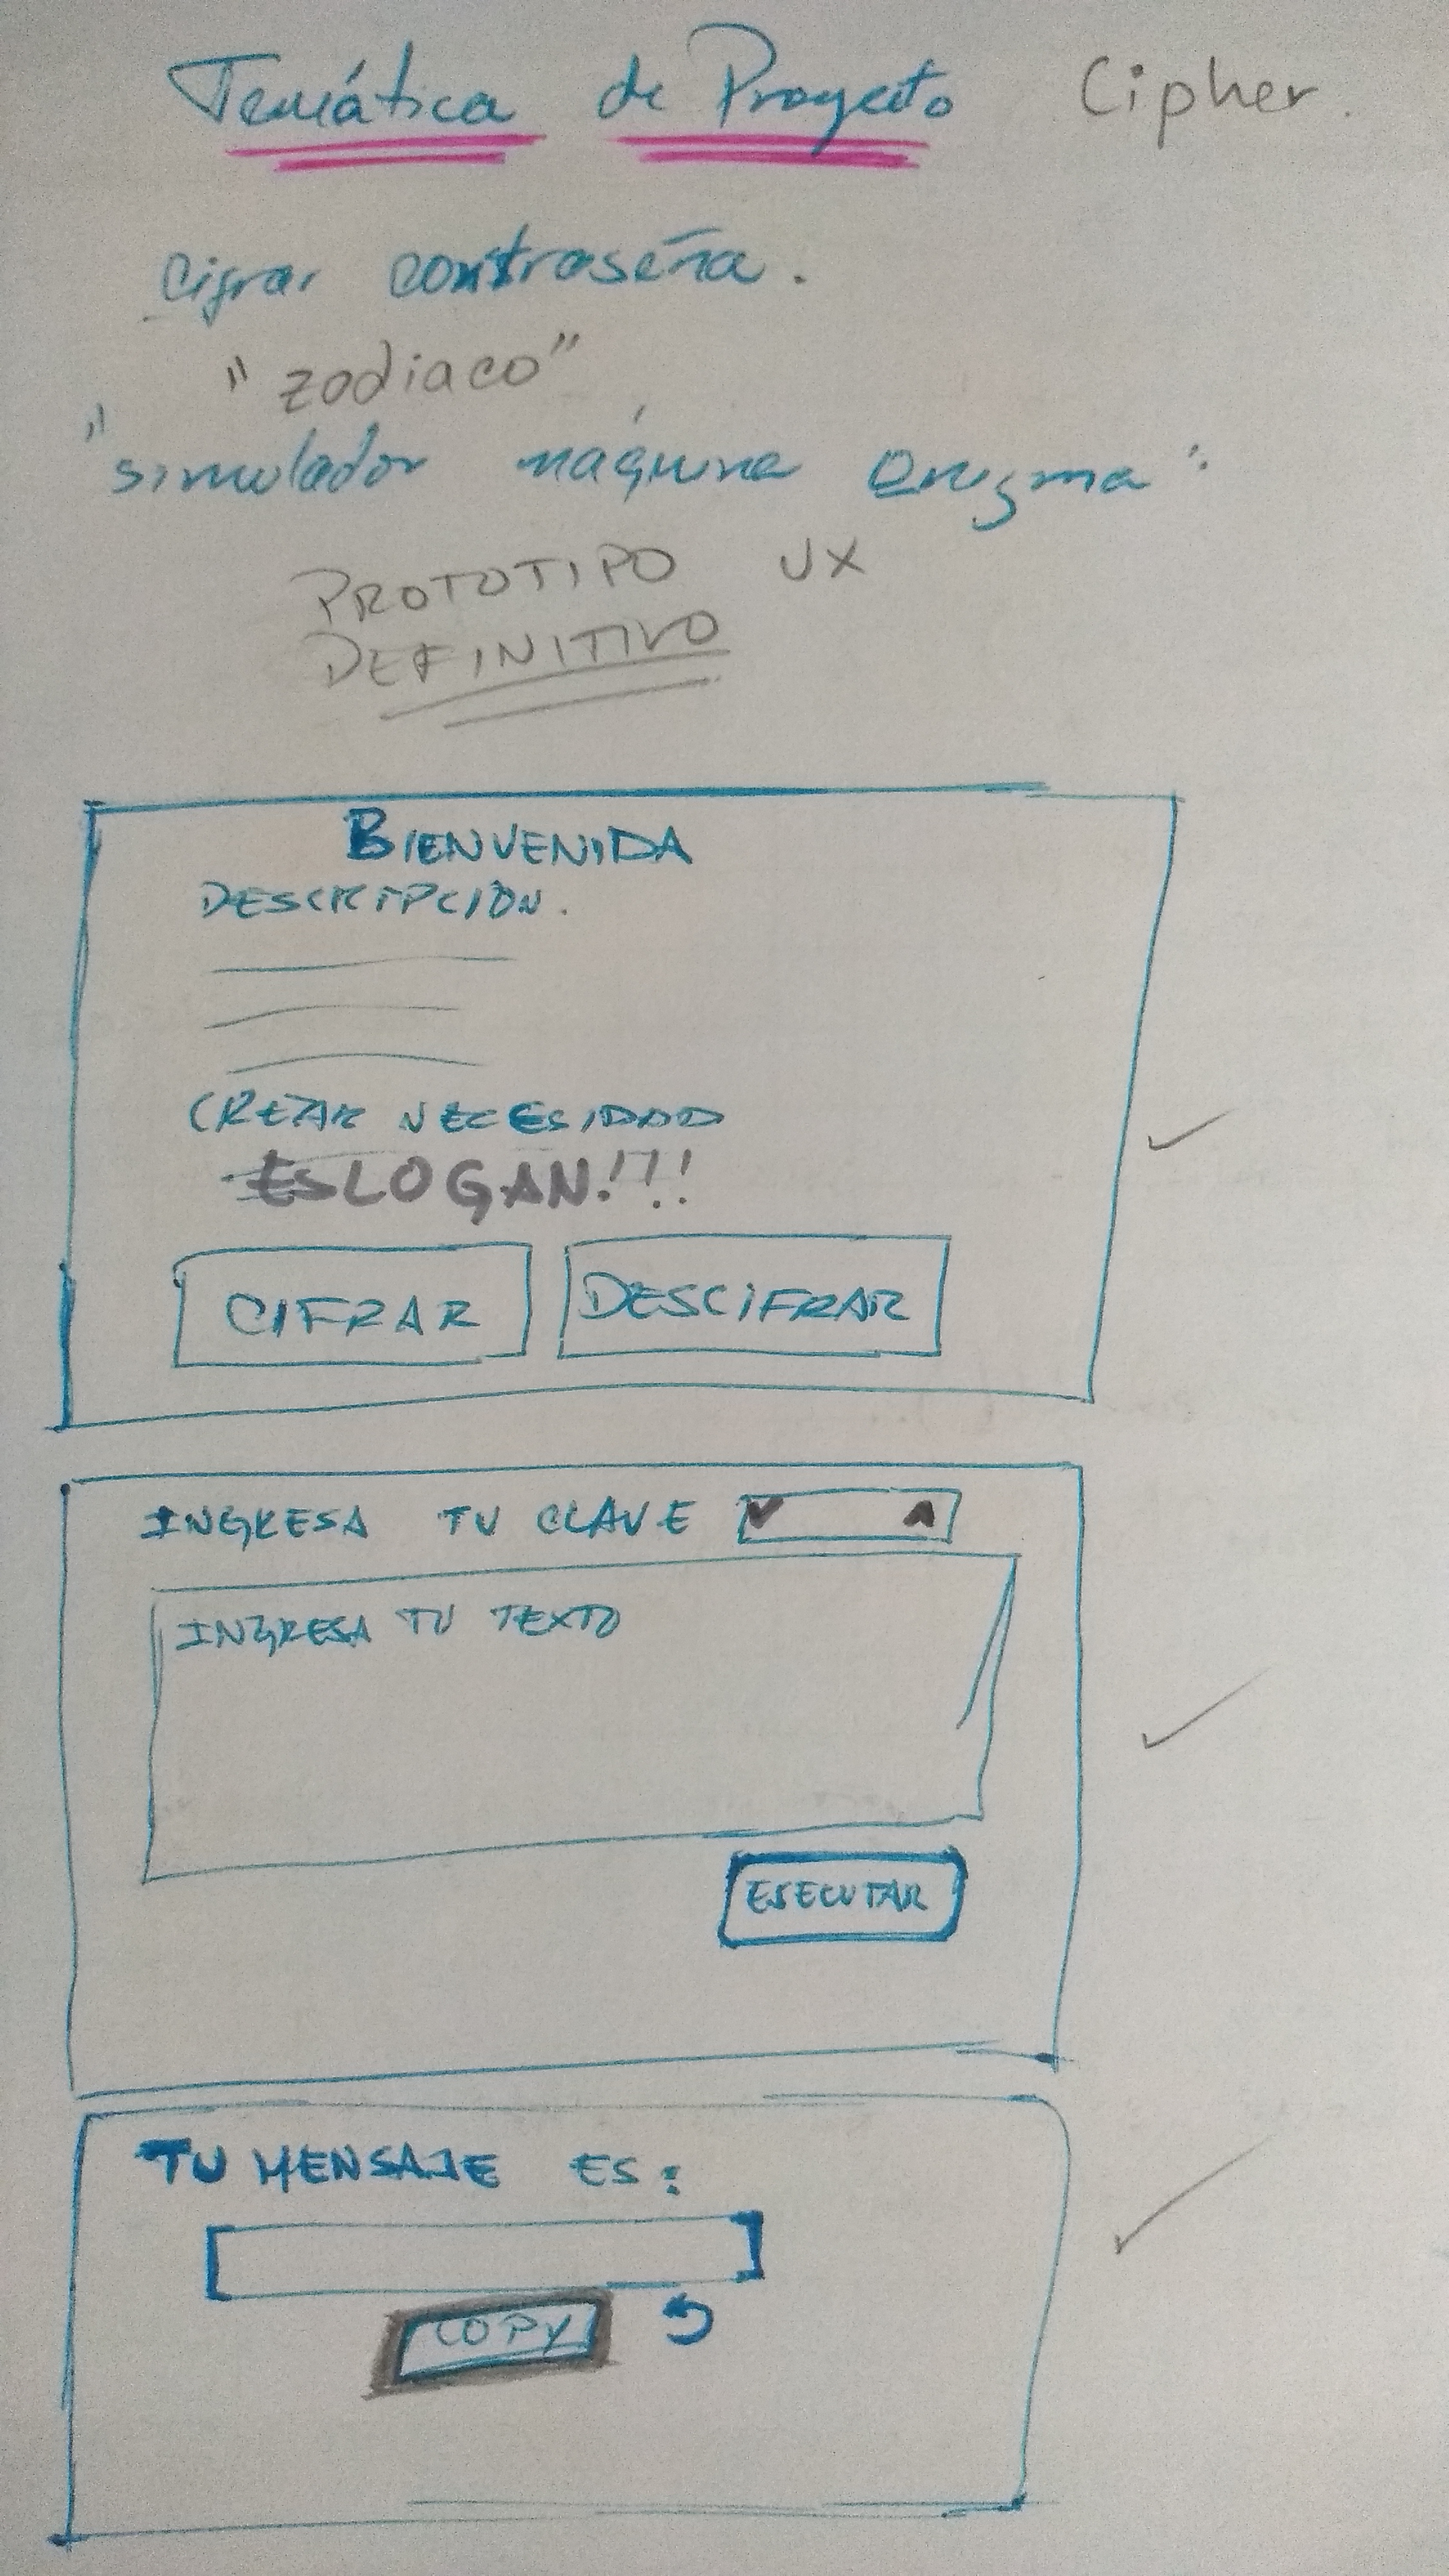 Temática de Proyecto Cipher.
cifrar contraseña.
"zodiaco"
"simulador máquina enigma"
PROTOTIPO UX
DEFINITIVO
BIENVENIDA
DESCRIPCIÓN.
CREAR NECESIDAD
ESLOGAN!!!
CIFRAR DESCIFRAR
INGRESA TU CLAVE
INGRESA TU TEXTO
EJECUTAR
TU MENSAJE ES:
COPY